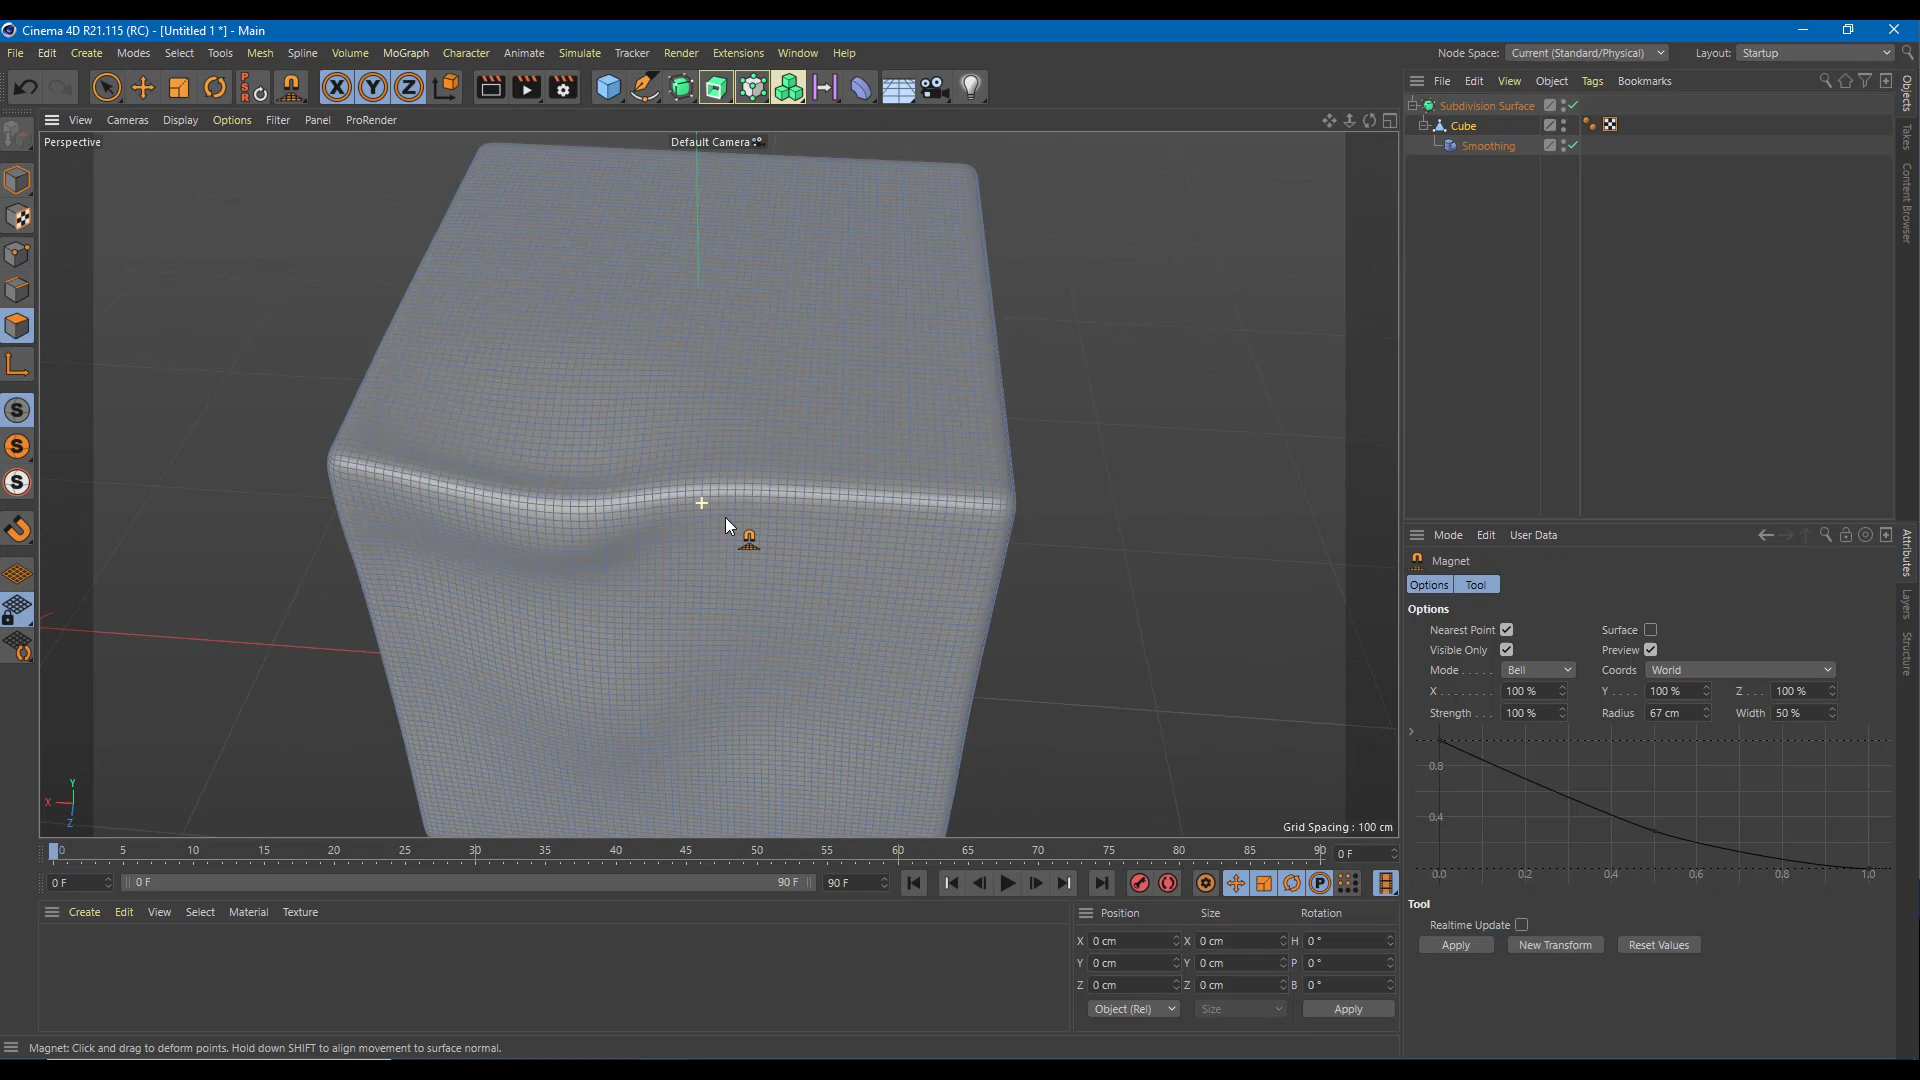 Cinema 4D R21.115 (RC) - [Untitled 1 *] - Main
File Edit Create Modes Select Tools Mesh Spline Volume MoGraph Character Animate Simulate Tracker Render Extensions Window Help
Node Space: Current (Standard/Physical) Layout: Startup
PSR X Y Z
File Edit View Object Tags Bookmarks
View Cameras Display Options Filter Panel ProRender
Perspective
Default Camera
Subdivision Surface
Cube
Smoothing
Objects
Takes
Content Browser
S
S
S
Mode Edit User Data
Magnet
Options Tool
Options
Nearest Point Surface
Visible Only Preview
Mode . . . . . Bell Coords World
X . . . . . . . . 100 % Y . . . . 100 % Z . . . 100 %
Strength . . . 100 % Radius 67 cm Width 50 %
0.8
0.4
0.0 0.2 0.4 0.6 0.8 1.0
Tool
Realtime Update
Apply New Transform Reset Values
Attributes
Layers
Structure
Y
X
Z
Grid Spacing : 100 cm
0 5 10 15 20 25 30 35 40 45 50 55 60 65 70 75 80 85 90 0 F
0 F 0 F 90 F 90 F P
Create Edit View Select Material Texture
Position Size Rotation
X 0 cm X 0 cm H 0 °
Y 0 cm Y 0 cm P 0 °
Z 0 cm Z 0 cm B 0 °
Object (Rel) Size Apply
Magnet: Click and drag to deform points. Hold down SHIFT to align movement to surface normal.